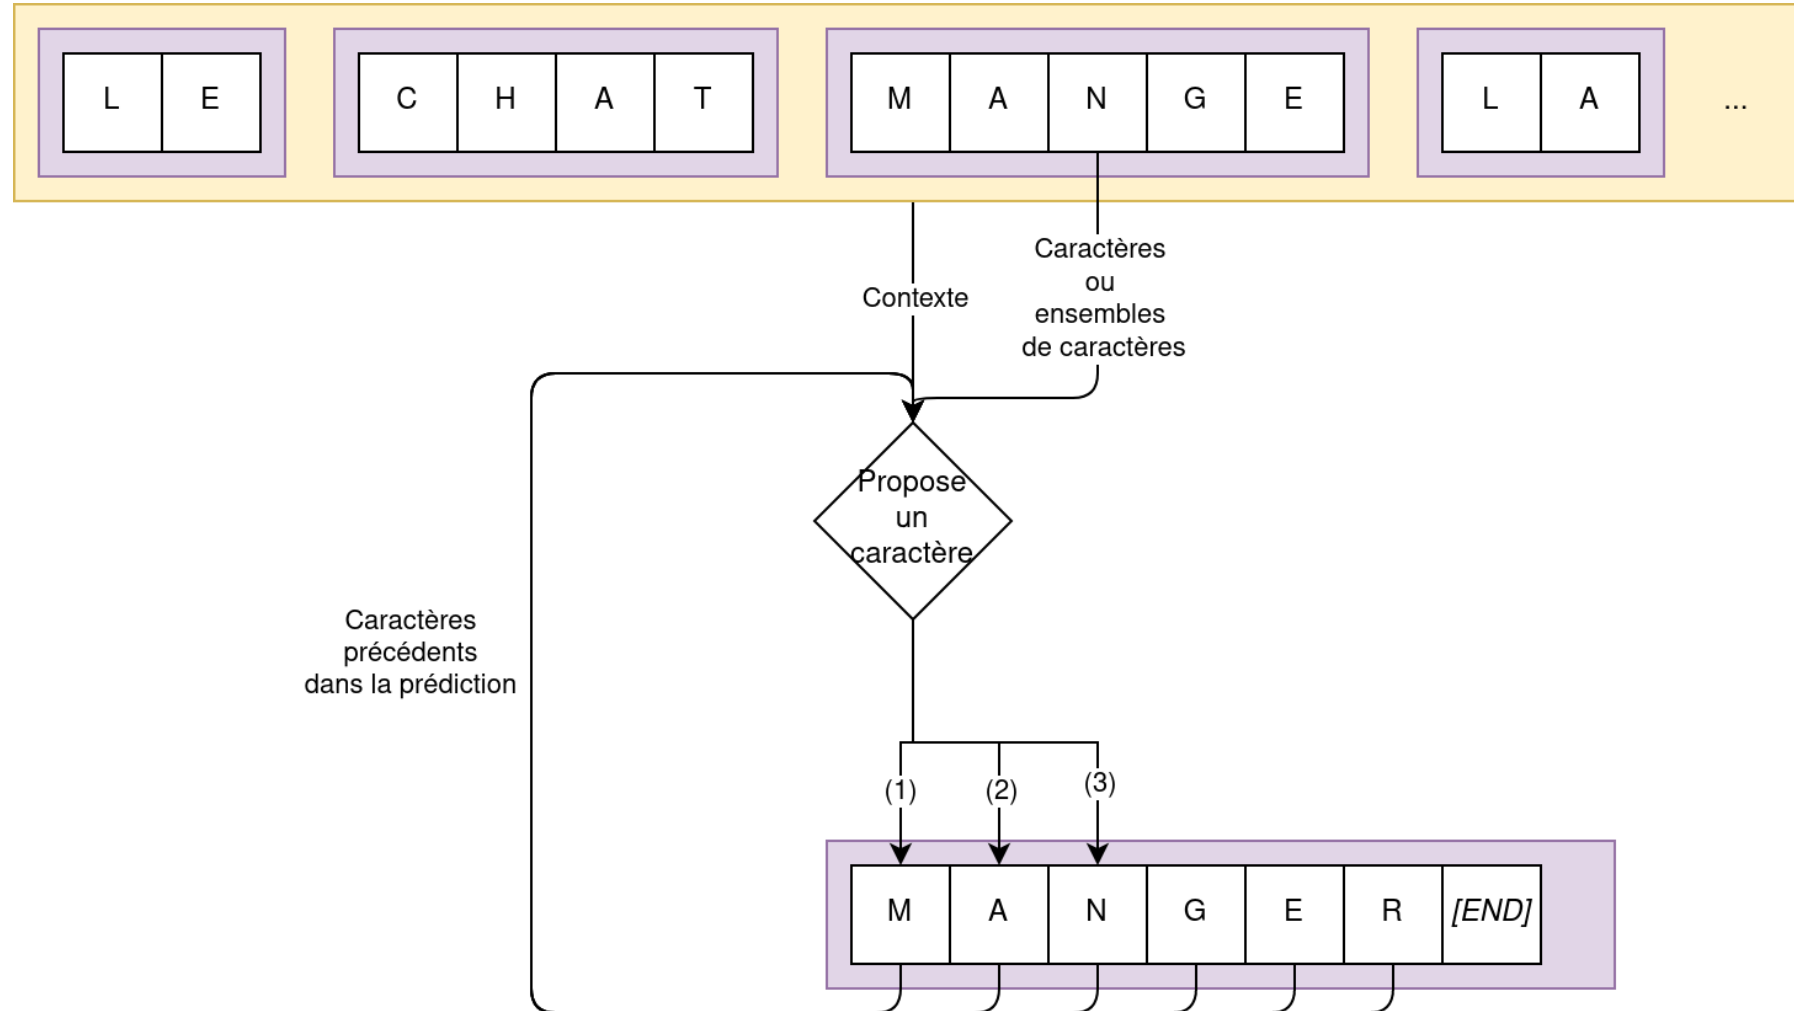 L E C H A T M A N G E L A ...
Caractères
ou
ensembles
de caractères
Contexte
Propose
un
caractère
Caractères
précédents
dans la prédiction
(1) (2) (3)
M A N G E R [END]